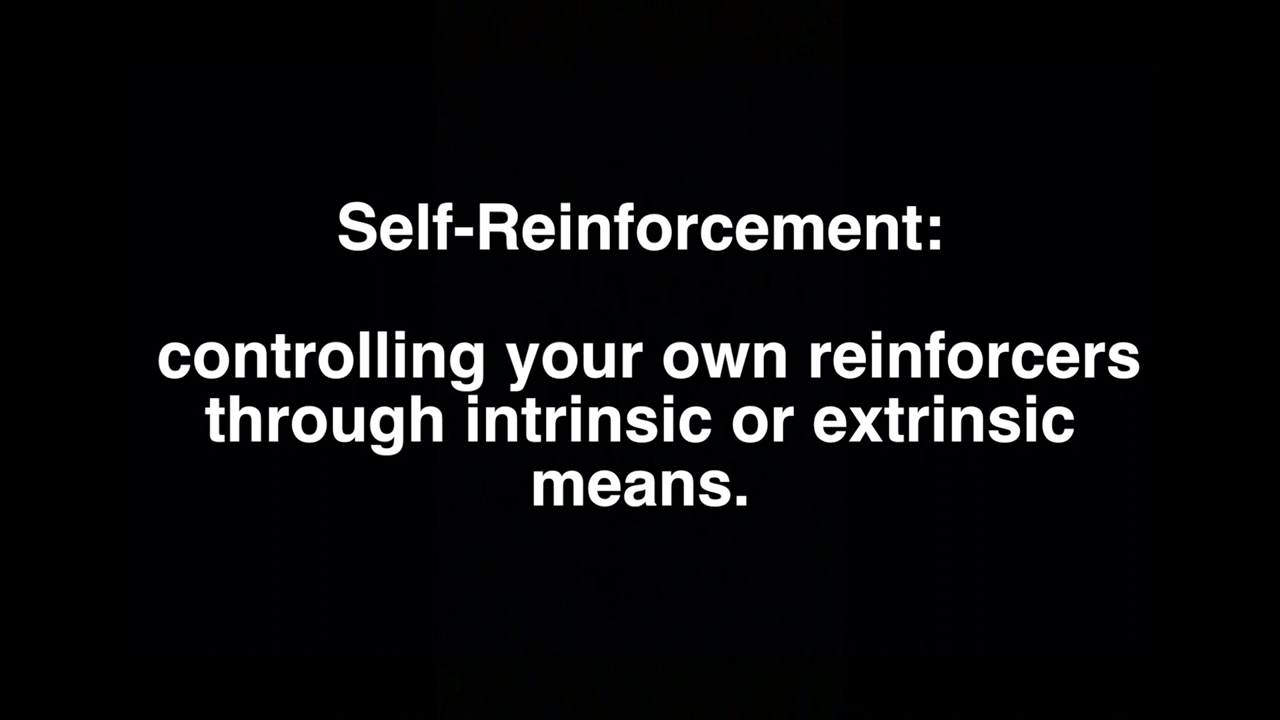 Self-Reinforcement:
controlling your own reinforcers
through intrinsic or extrinsic
means.